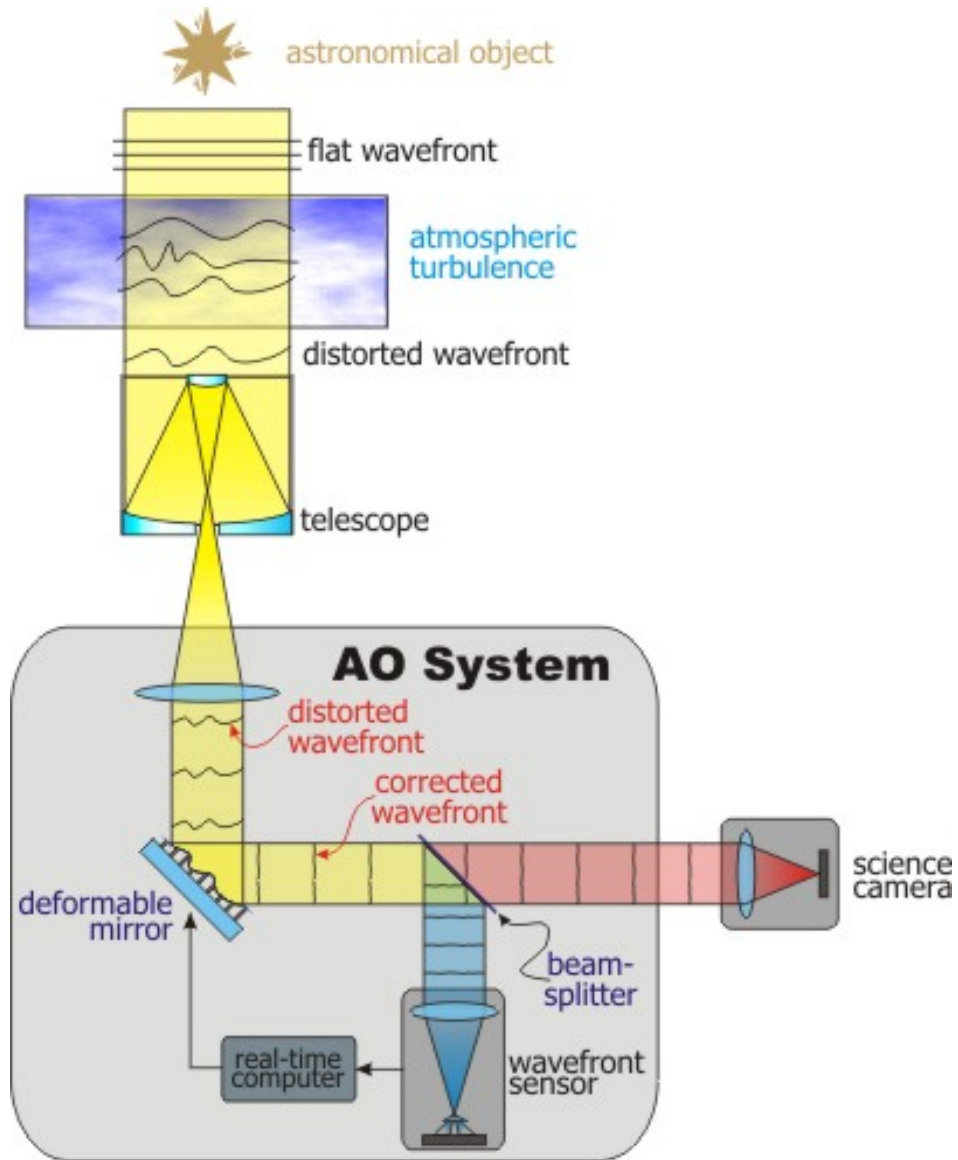 astronomical object
flat wavefront
atmospheric
turbulence
distorted wavefront
telescope
AO System
distorted
wavefront
corrected
wavefront
deformable
mirror
science
camera
beam-
splitter
real-time
computer
wavefront
sensor